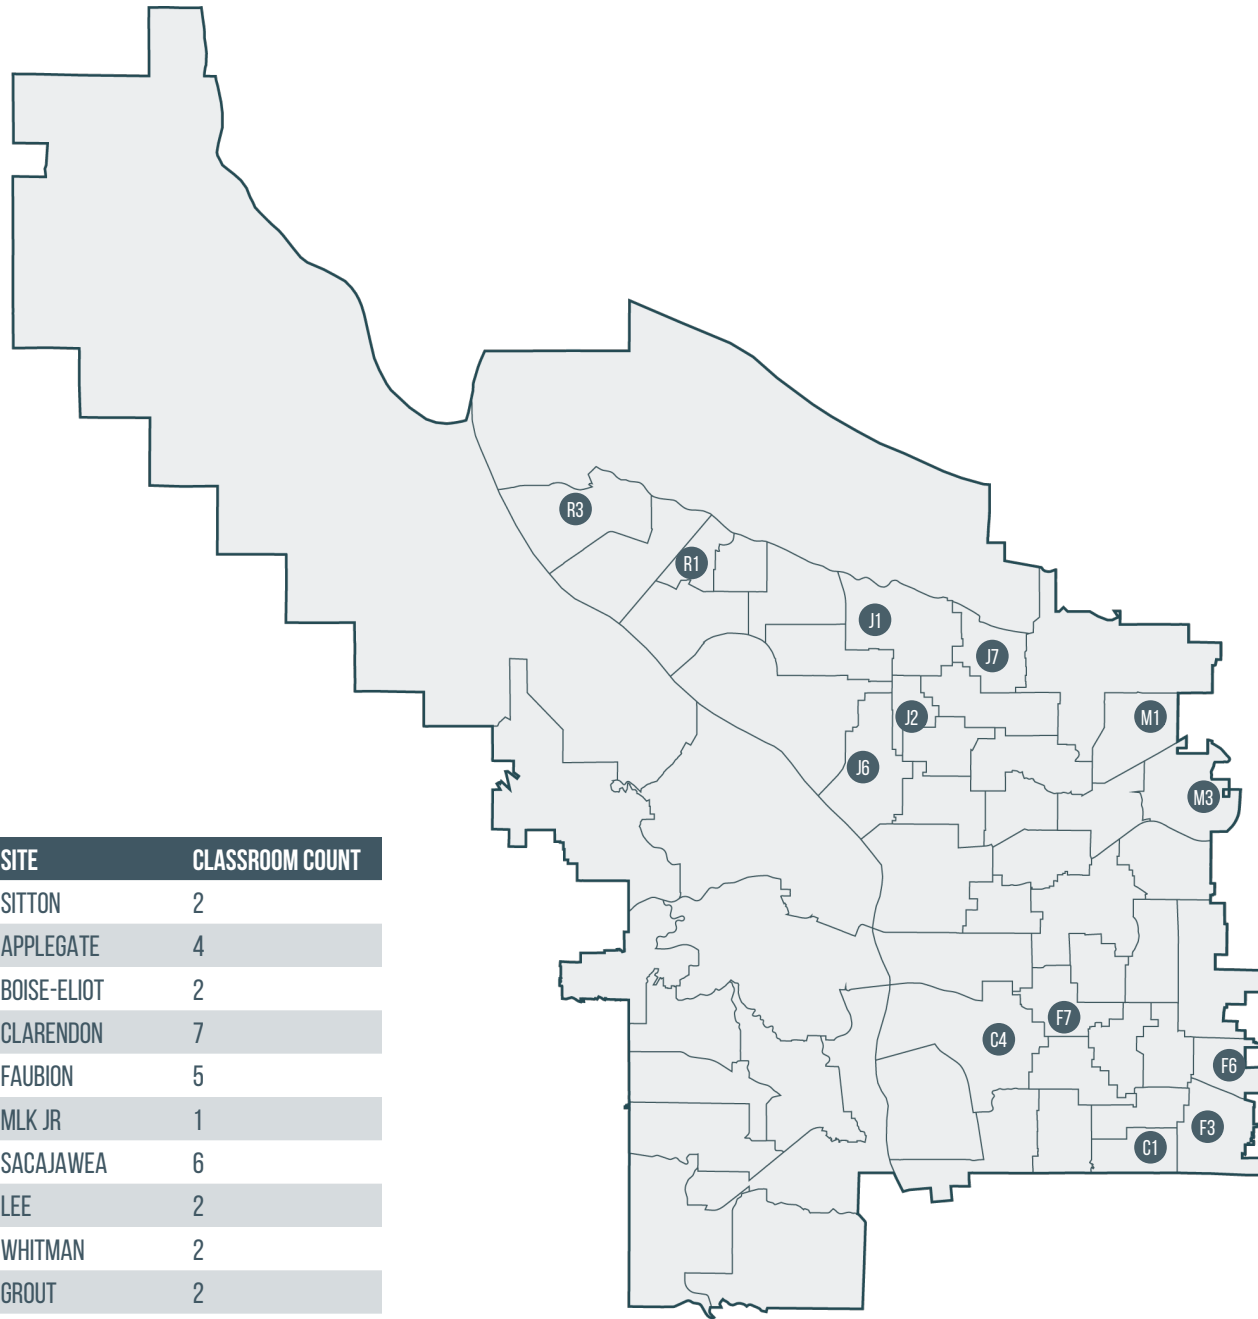 R3
R1
J1
J7
J2
M1
J6
M3
SITE CLASSROOM COUNT
SITTON 2
APPLEGATE 4
BOISE-ELIOT 2
CLARENDON 7
FAUBION 5
MLK JR 1
SACAJAWEA 6
LEE 2
WHITMAN 2
GROUT 2
F7
C4
F6
F3
C1